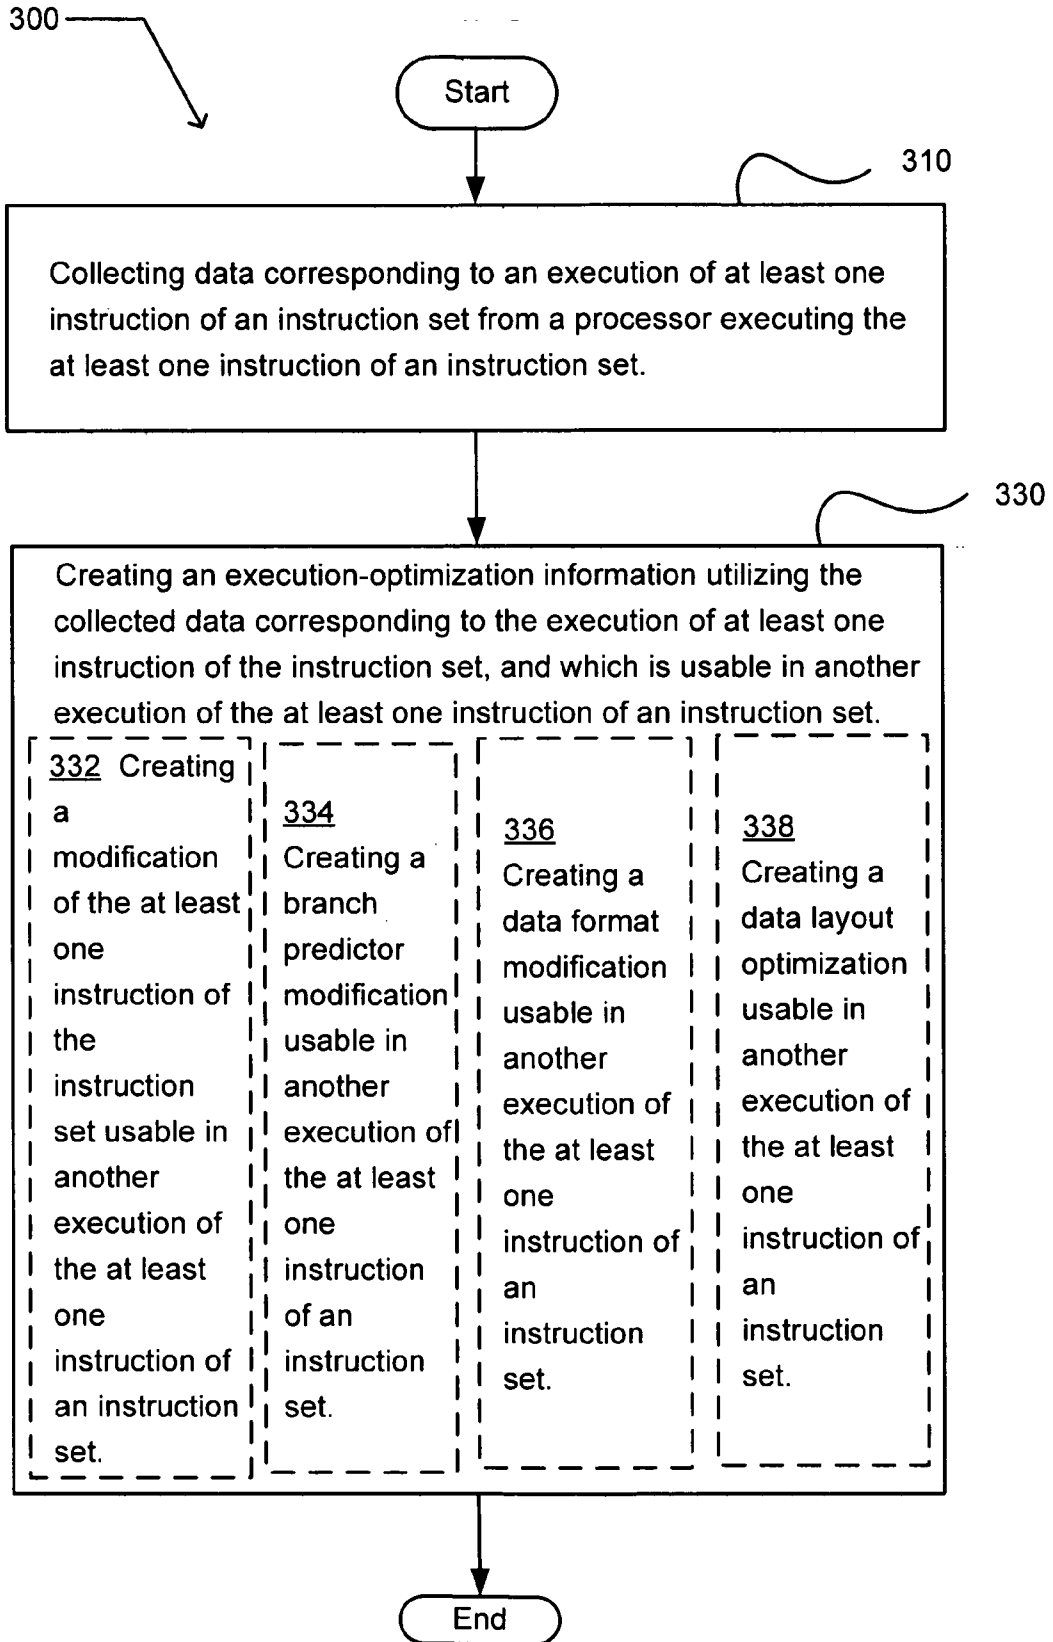 300
Start
310
Collecting data corresponding to an execution of at least one
instruction of an instruction set from a processor executing the
at least one instruction of an instruction set.
330
Creating an execution-optimization information utilizing the
collected data corresponding to the execution of at least one
instruction of the instruction set, and which is usable in another
execution of the at least one instruction of an instruction set.
332 Creating
a
modification
of the at least
one
instruction of
the
instruction
set usable in
another
execution of
the at least
one
instruction of
an instruction
set.
334
Creating a
branch
predictor
modification
usable in
another
execution of
the at least
one
instruction
of an
instruction
set.
336
Creating a
data format
modification
usable in
another
execution of
the at least
one
instruction of
an
instruction
set.
338
Creating a
data layout
optimization
usable in
another
execution of
the at least
one
instruction of
an
instruction
set.
End